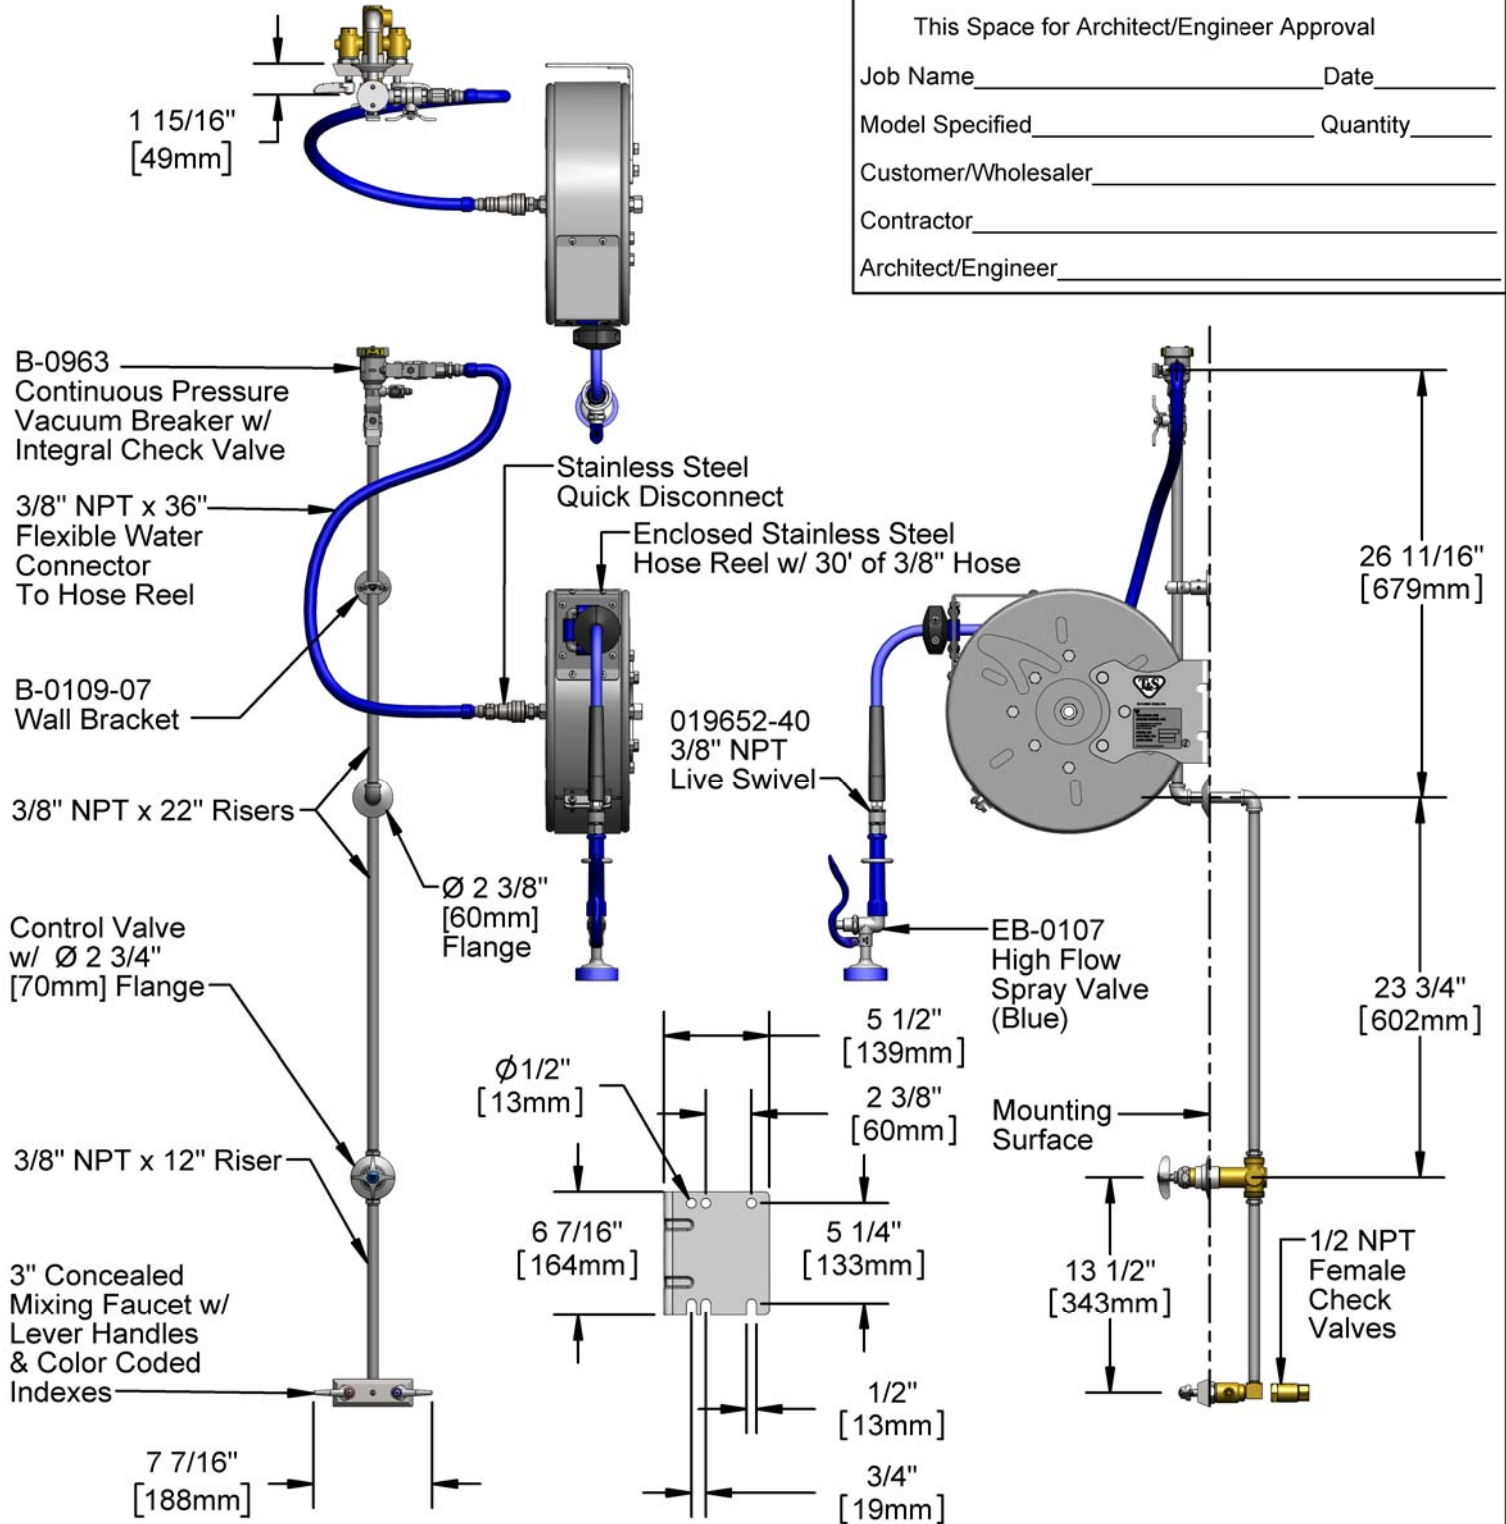 This Space for Architect/Engineer Approval
Job Name Date
Model Specified Quantity
Customer/Wholesaler
Contractor
Architect/Engineer
1 15/16"
[49mm]
B-0963
Continuous Pressure
Vacuum Breaker w/
Integral Check Valve
3/8" NPT x 36"
Flexible Water
Connector
To Hose Reel
B-0109-07
Wall Bracket
3/8" NPT x 22" Risers
Control Valve
w/ Ø 2 3/4"
[70mm] Flange
3/8" NPT x 12" Riser
3" Concealed
Mixing Faucet w/
Lever Handles
& Color Coded
Indexes
7 7/16"
[188mm]
Stainless Steel
Quick Disconnect
Enclosed Stainless Steel
Hose Reel w/ 30' of 3/8" Hose
Ø 2 3/8"
[60mm]
Flange
019652-40
3/8" NPT
Live Swivel
EB-0107
High Flow
Spray Valve
(Blue)
T&S
26 11/16"
[679mm]
23 3/4"
[602mm]
Mounting
Surface
13 1/2"
[343mm]
1/2 NPT
Female
Check
Valves
5 1/2"
[139mm]
Ø1/2"
[13mm]
2 3/8"
[60mm]
6 7/16"
[164mm]
5 1/4"
[133mm]
1/2"
[13mm]
3/4"
[19mm]